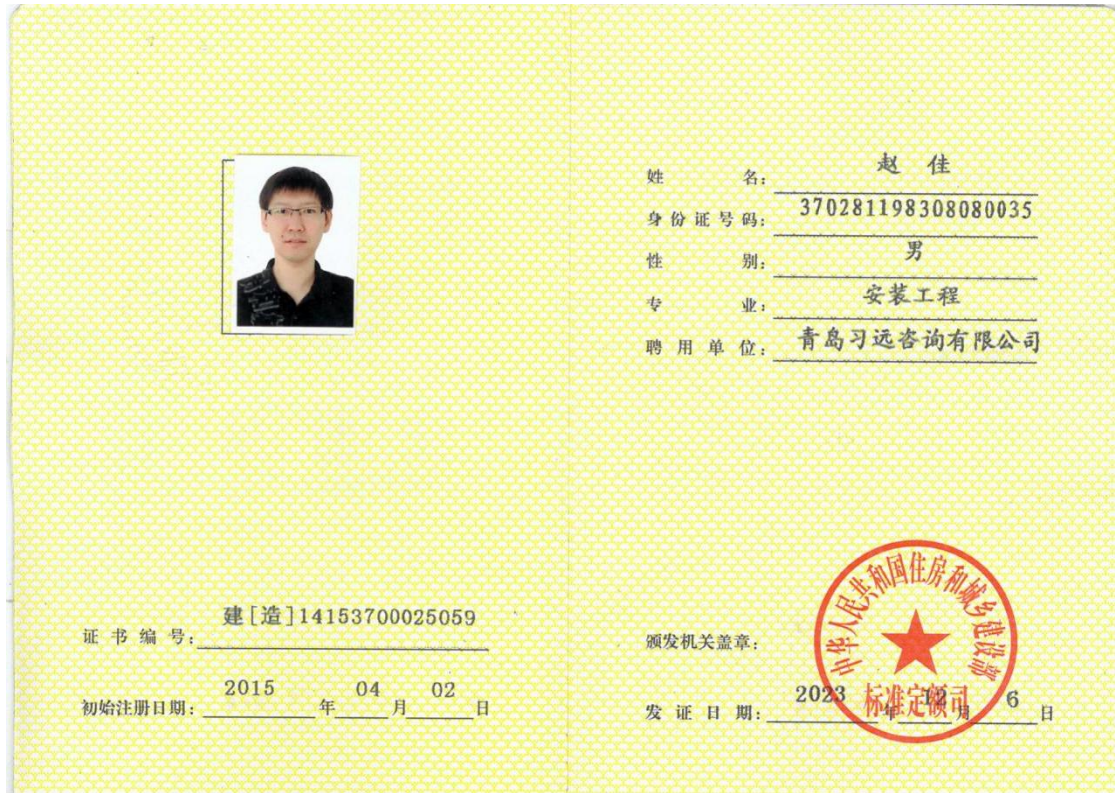 建[造]14153700025059
证书编号:
2015 04 02
初始注册日期: 年 月 日
赵 佳
姓 名:
370281198308080035
身份证号码:
男
性 别:
安装工程
专 业:
青岛习远咨询有限公司
聘用单位:
中华人民共和国住房和城乡建设部
颁发机关盖章:
标准定额司
2023 12 6
发证日期: 年 月 日